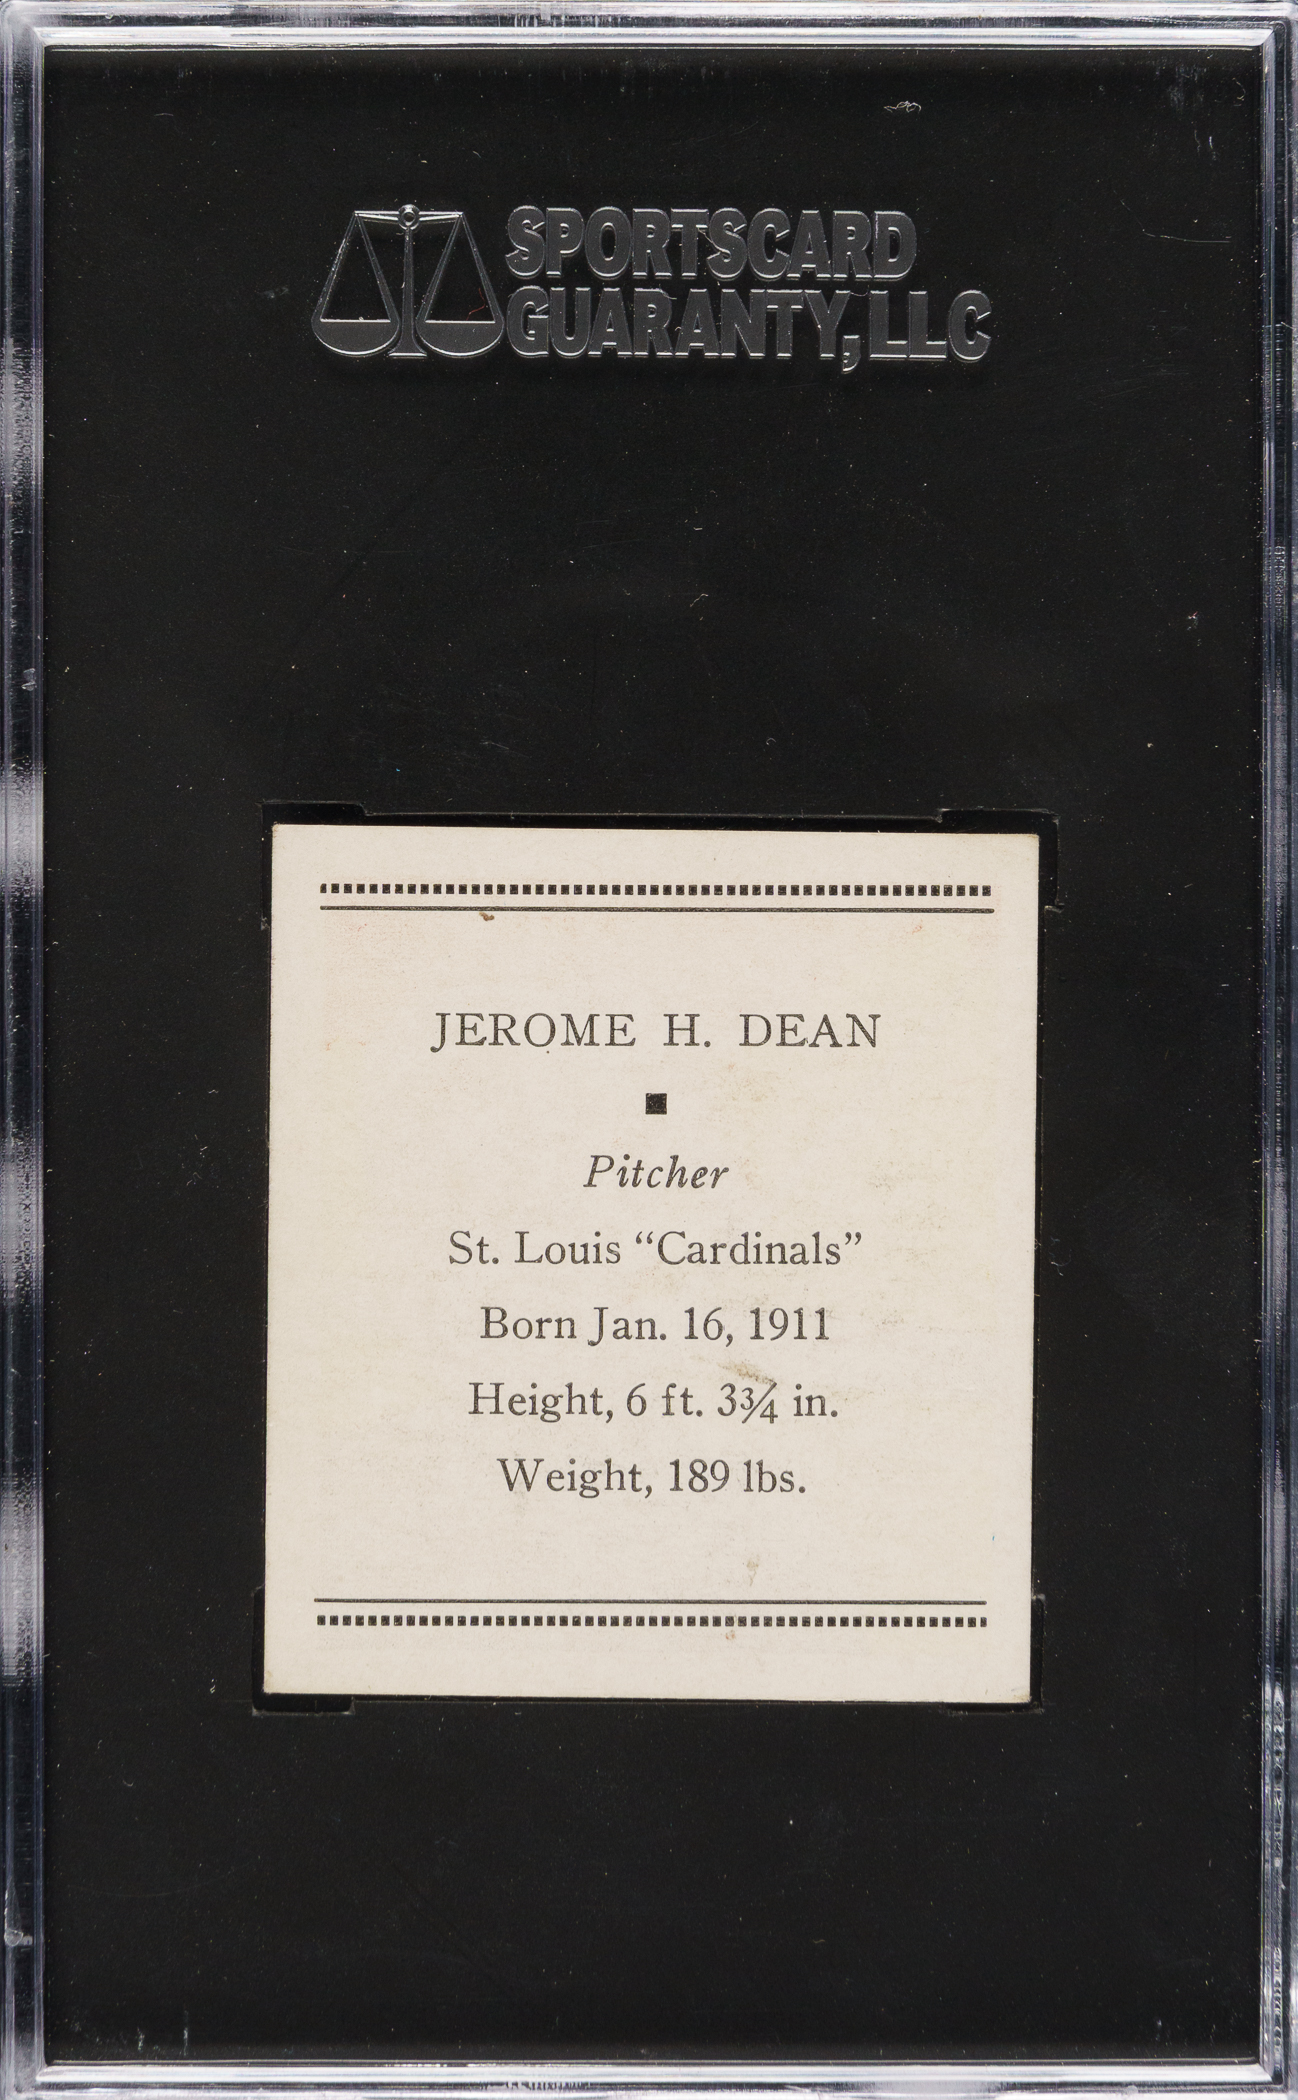 SPORTSCARD
GUARANTY, LLC
JEROME H. DEAN
Pitcher
St. Louis “Cardinals”
Born Jan. 16, 1911
Height, 6 ft. 3¾ in.
Weight, 189 lbs.